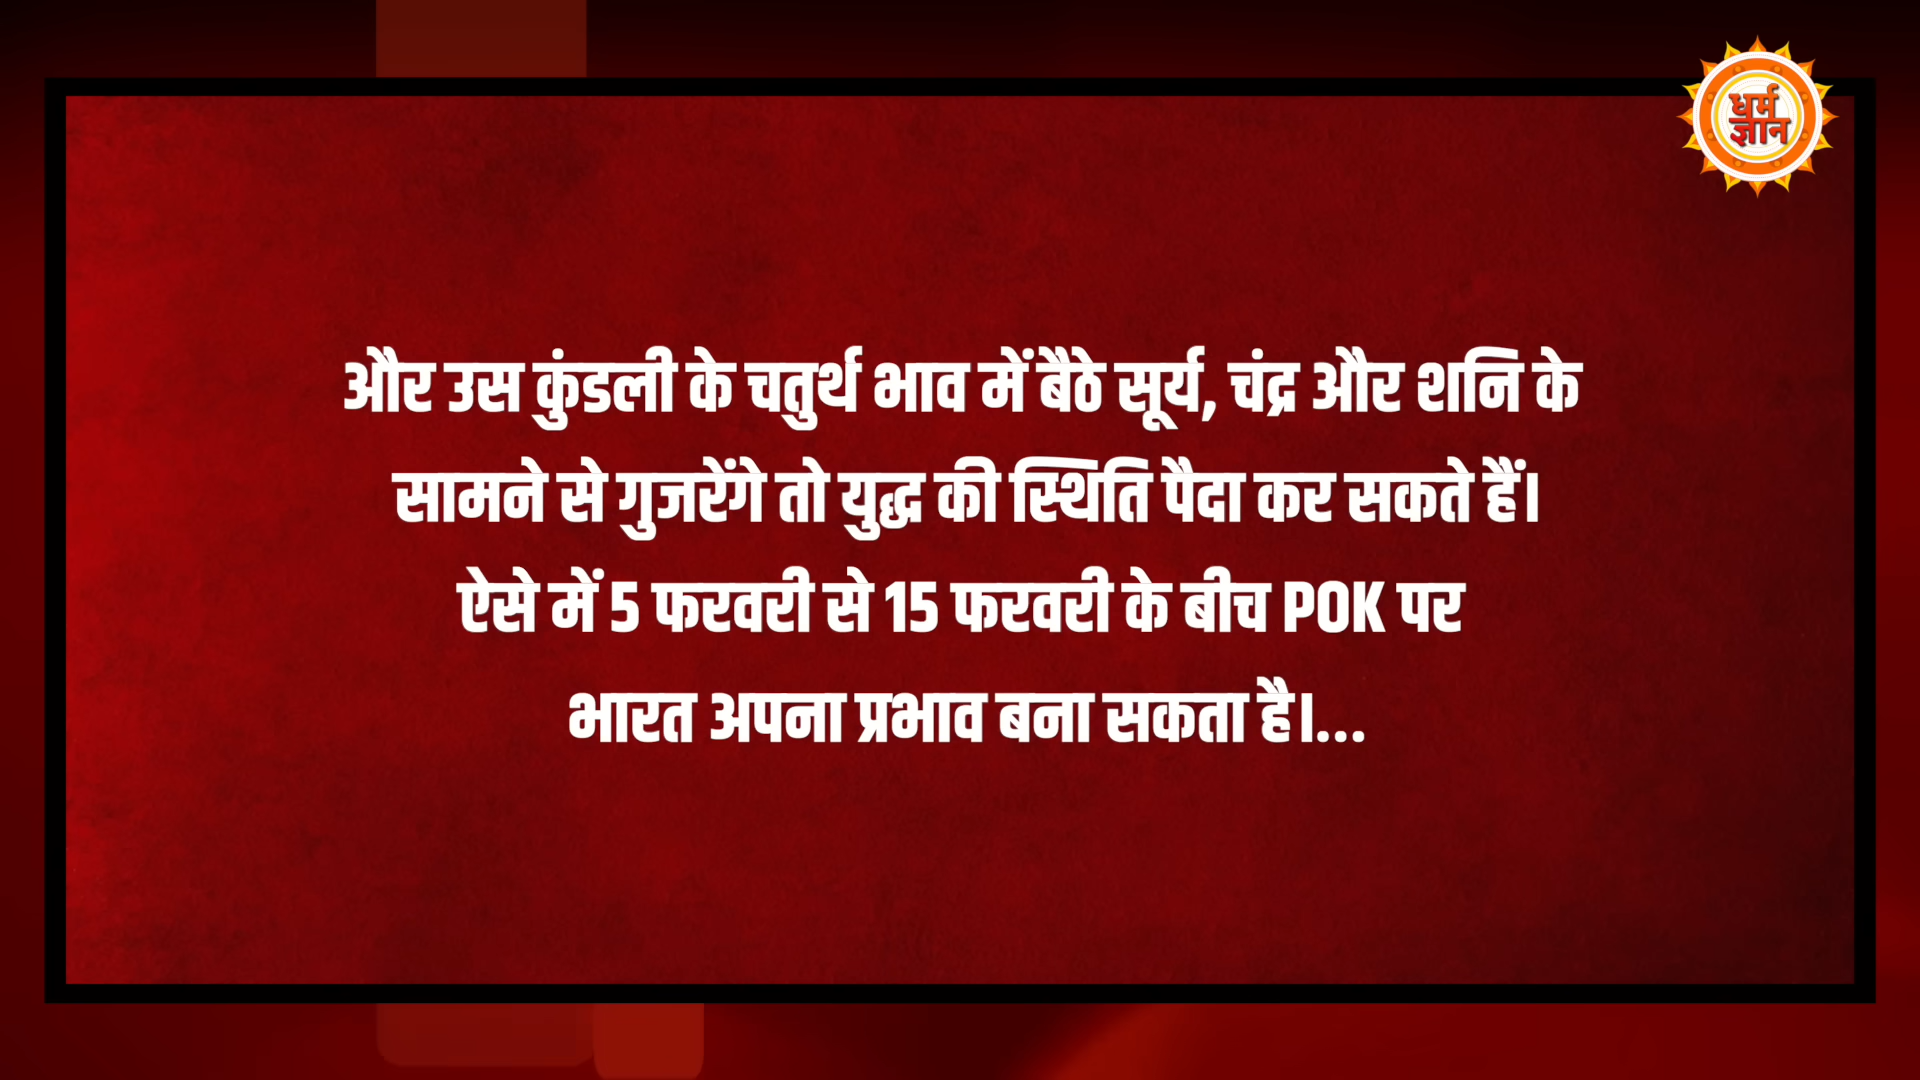 धर्म
ज्ञान
और उस कुंडली के चतुर्थ भाव में बैठे सूर्य, चंद्र और शनि के
सामने से गुजरेंगे तो युद्ध की स्थिति पैदा कर सकते हैं।
ऐसे में 5 फरवरी से 15 फरवरी के बीच POK पर
भारत अपना प्रभाव बना सकता है।...